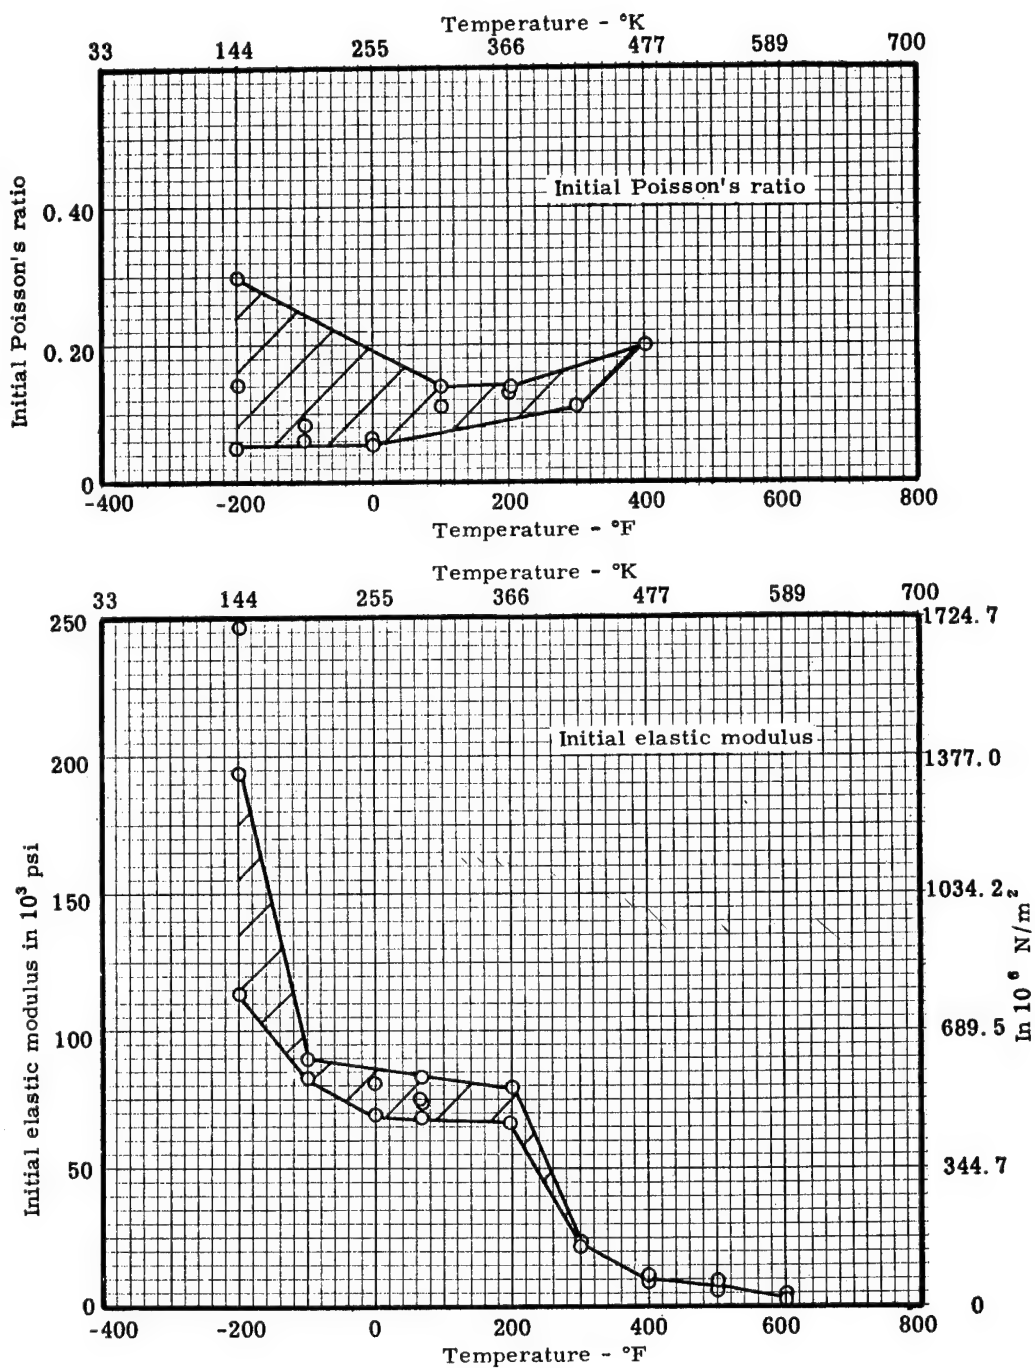 Temperature - °K
33 144 255 366 477 589 700
Initial Poisson's ratio
Initial Poisson's ratio
0.40
0.20
0
-400 -200 0 200 400 600 800
Temperature - °F
Temperature - °K
33 144 255 366 477 589 700
250 1724.7
Initial elastic modulus
200 1377.0
150 1034.2
100 689.5
50 344.7
0 0
Initial elastic modulus in 10³ psi
In 10⁶ N/m²
-400 -200 0 200 400 600 800
Temperature - °F